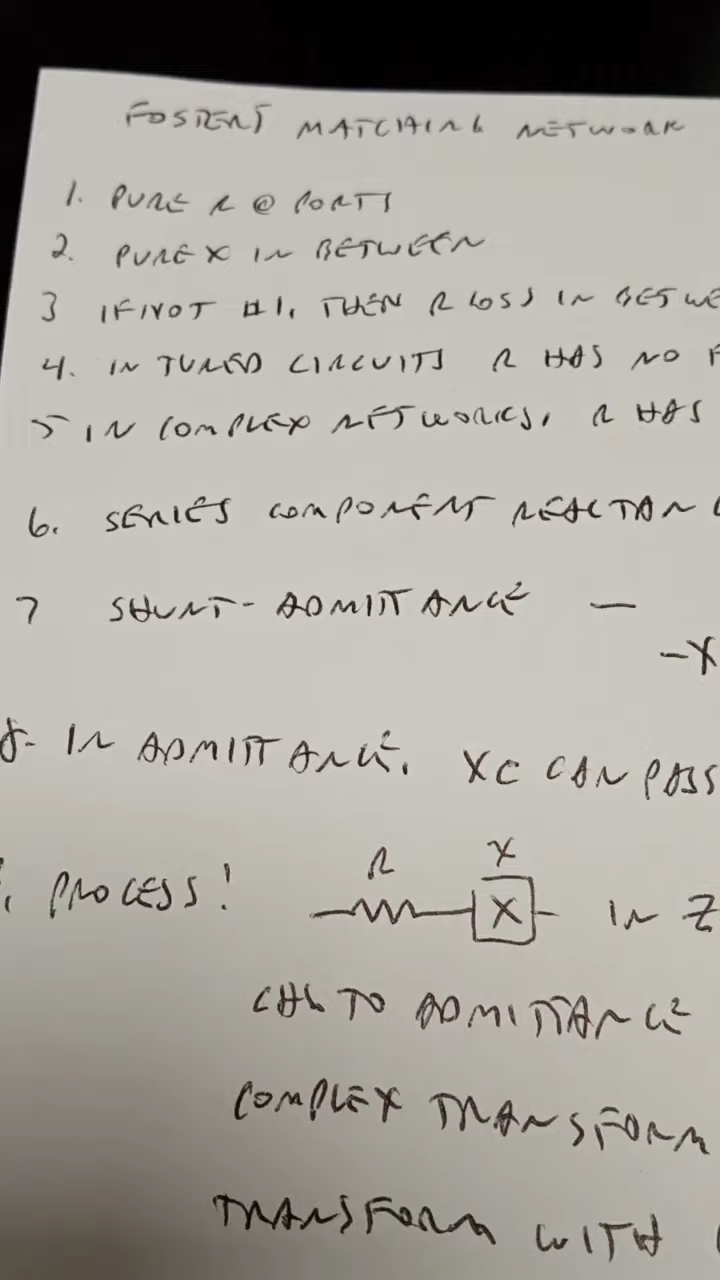 FOSTERS MATCHING NETWORK
1. PURE R @ PORTS
2. PURE X IN BETWEEN
3 IF NOT #1, THEN R LOSS IN BETWE
4. IN TUNED CIRCUITS R HAS NO F
5 IN COMPLEX NETWORKS, R HAS
6. SERIES COMPONENT REACTANC
7 SHUNT - ADMITTANCE —
-X
8- IN ADMITTANCE, XC CAN PASS
R X
PROCESS! X IN Z
CHG TO ADMITTANCE
COMPLEX TRANSFORM
TRANSFORM WITH